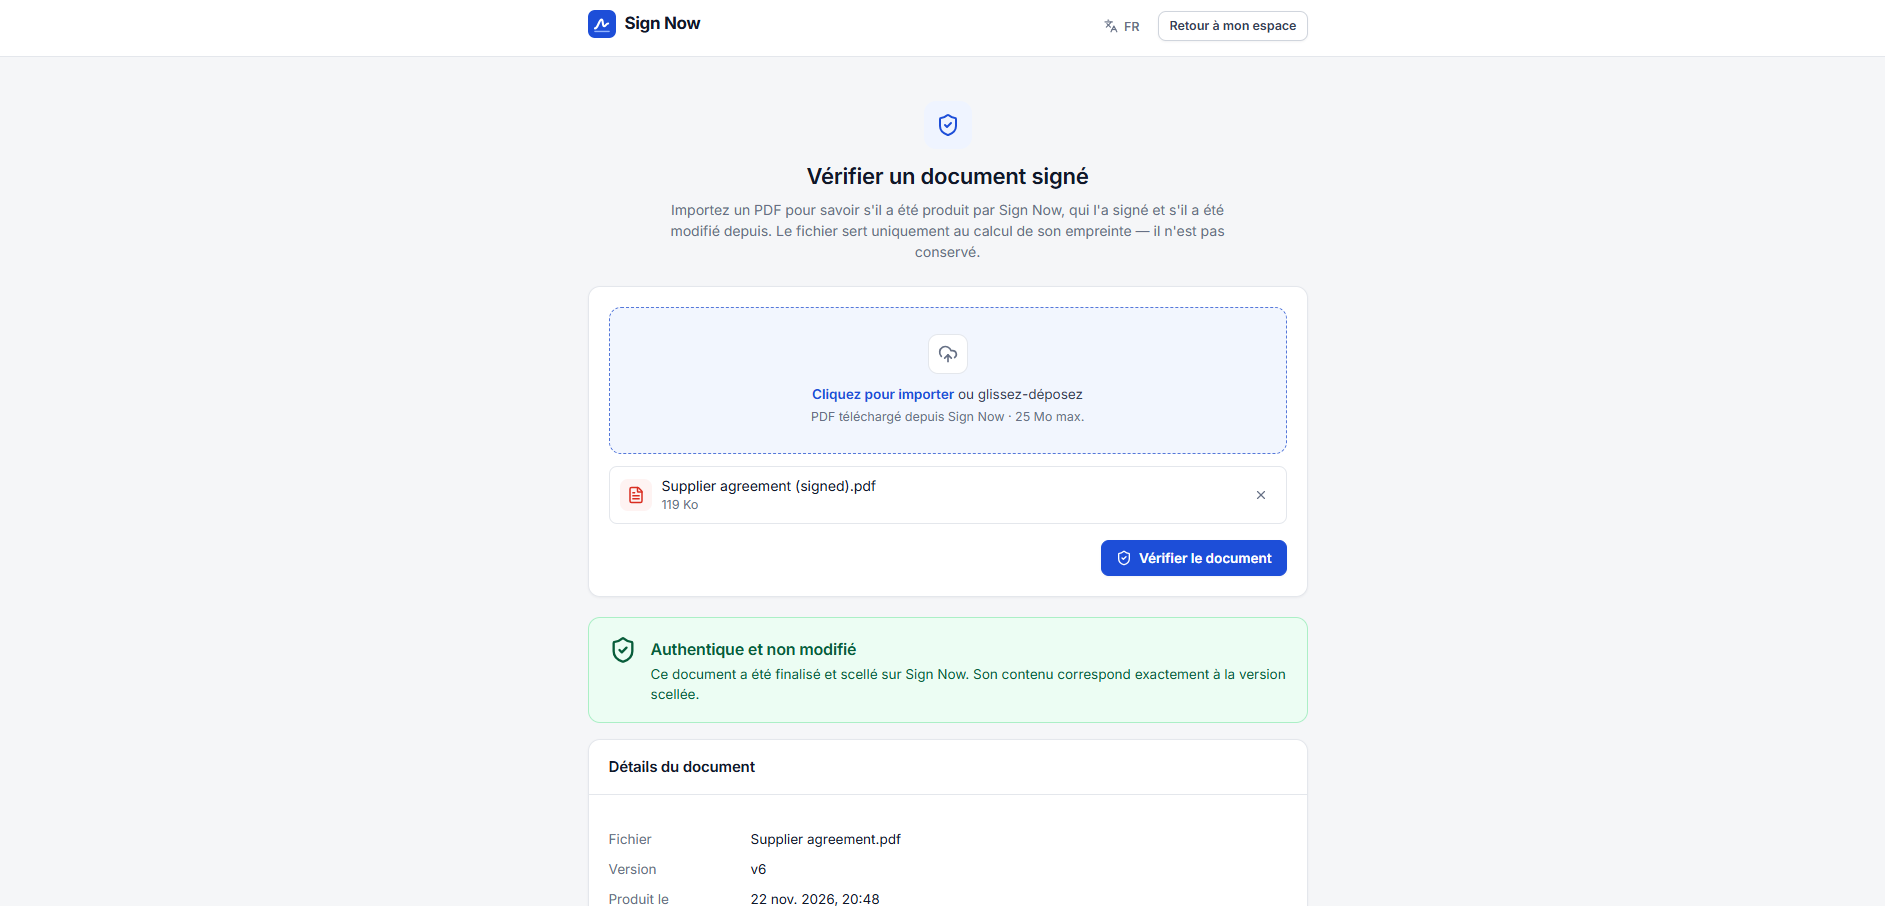 Sign Now
FR
Retour à mon espace
Vérifier un document signé
Importez un PDF pour savoir s'il a été produit par Sign Now, qui l'a signé et s'il a été
modifié depuis. Le fichier sert uniquement au calcul de son empreinte — il n'est pas
conservé.
Cliquez pour importer ou glissez-déposez
PDF téléchargé depuis Sign Now · 25 Mo max.
Supplier agreement (signed).pdf
119 Ko
Vérifier le document
Authentique et non modifié
Ce document a été finalisé et scellé sur Sign Now. Son contenu correspond exactement à la version
scellée.
Détails du document
Fichier Supplier agreement.pdf
Version v6
Produit le 22 nov. 2026, 20:48